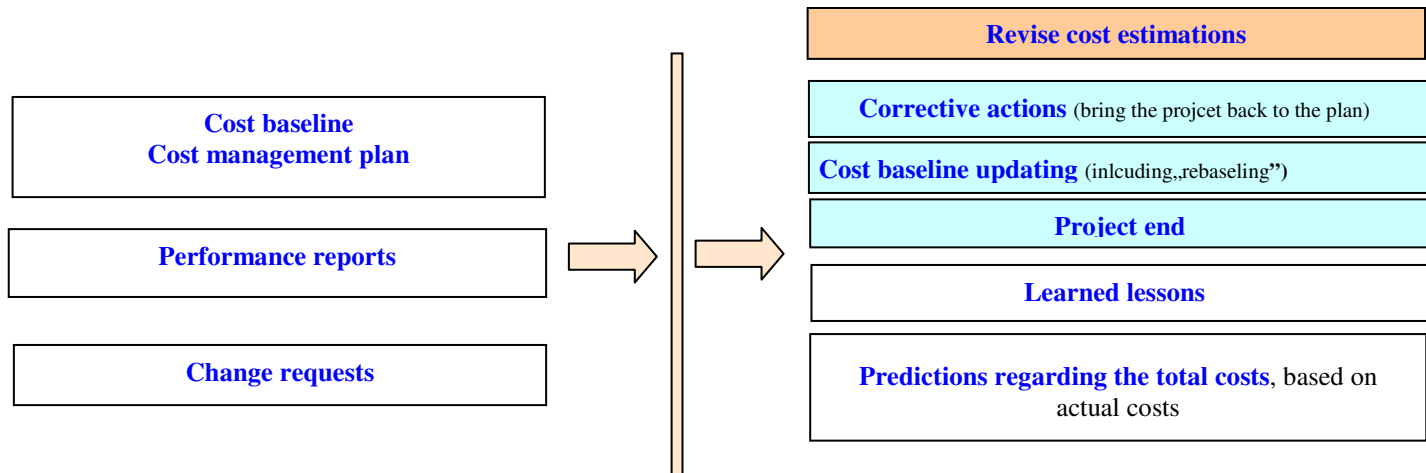 Cost baseline
Cost management plan
Performance reports
Change requests
Revise cost estimations
Corrective actions (bring the projcet back to the plan)
Cost baseline updating (inlcuding„rebaseling”)
Project end
Learned lessons
Predictions regarding the total costs, based on
actual costs